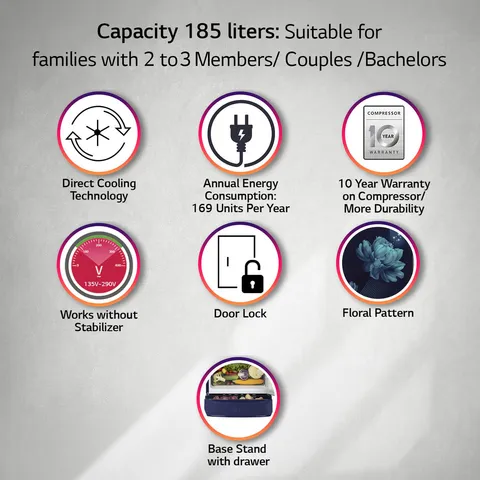 Capacity 185 liters: Suitable for
families with 2 to 3 Members/ Couples /Bachelors
COMPRESSOR
10 YEAR
WARRANTY
Direct Cooling
Technology
Annual Energy
Consumption:
169 Units Per Year
10 Year Warranty
on Compressor/
More Durability
V
135V~290V
Works without
Stabilizer
Door Lock
Floral Pattern
Base Stand
with drawer